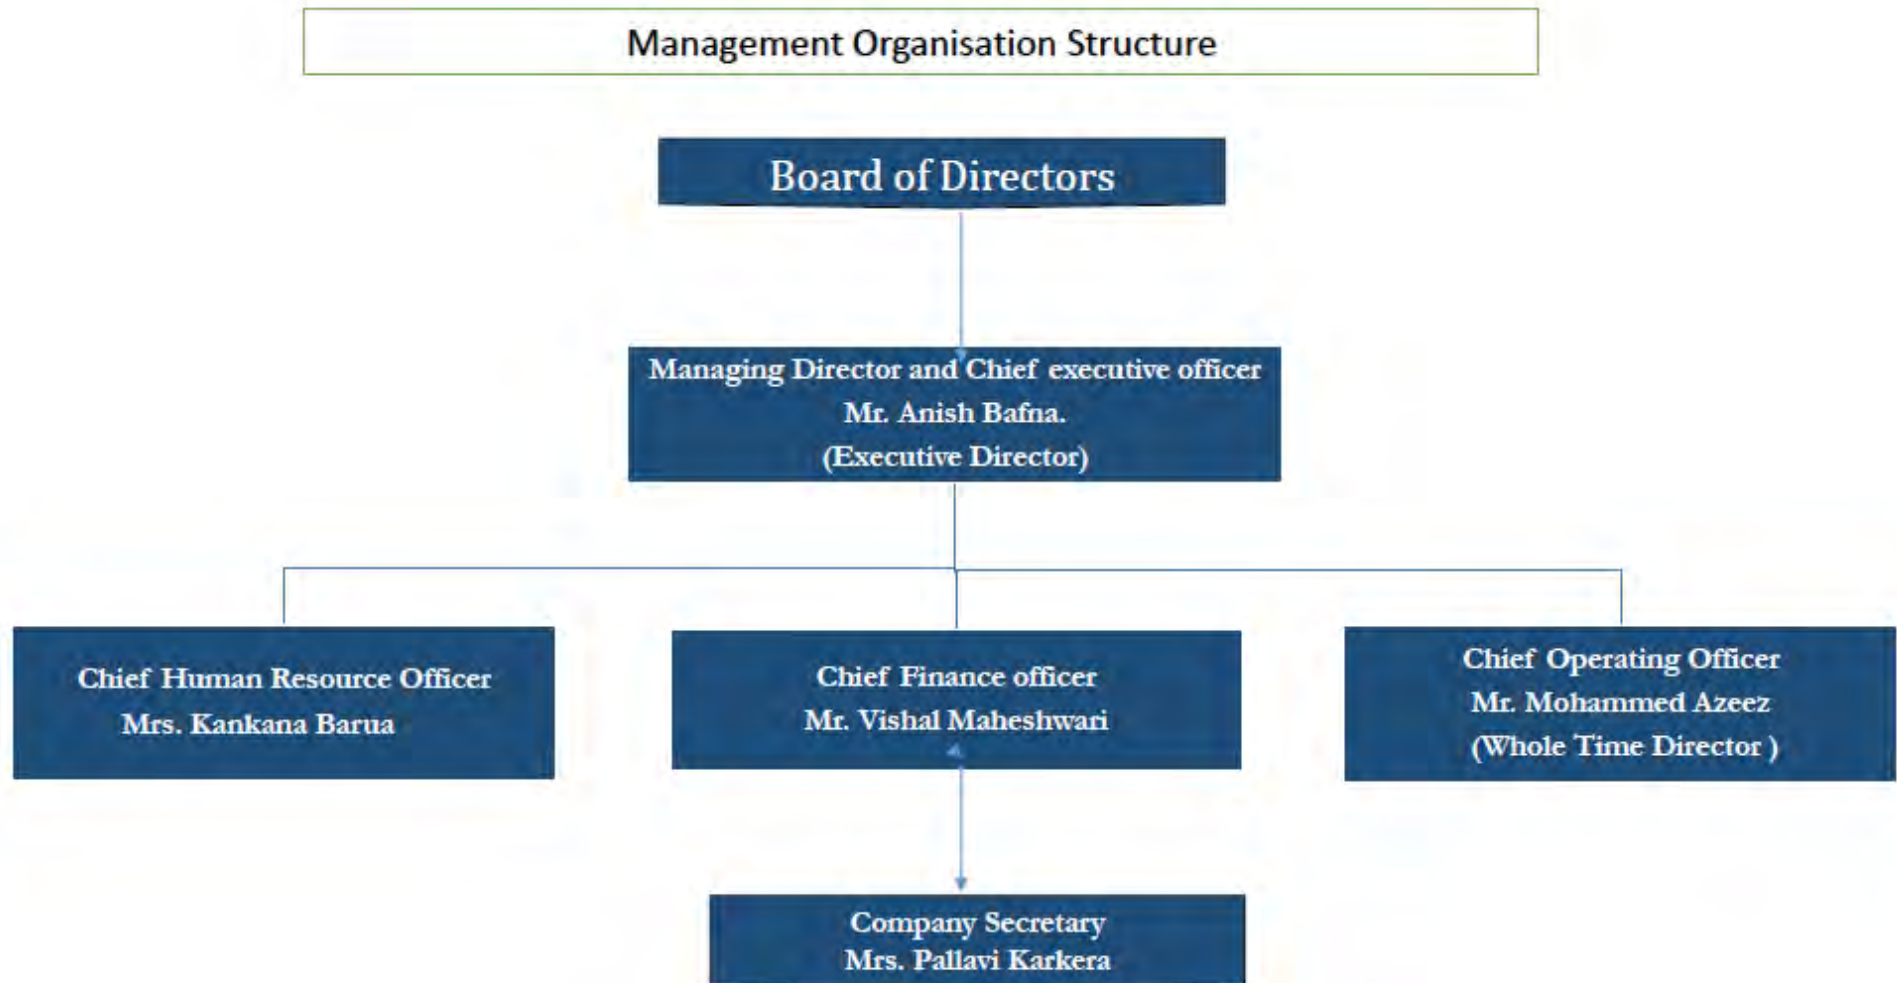 Management Organisation Structure
Board of Directors
Managing Director and Chief executive officer
Mr. Anish Bafna.
(Executive Director)
Chief Human Resource Officer
Mrs. Kankana Barua
Chief Finance officer
Mr. Vishal Maheshwari
Chief Operating Officer
Mr. Mohammed Azeez
(Whole Time Director )
Company Secretary
Mrs. Pallavi Karkera